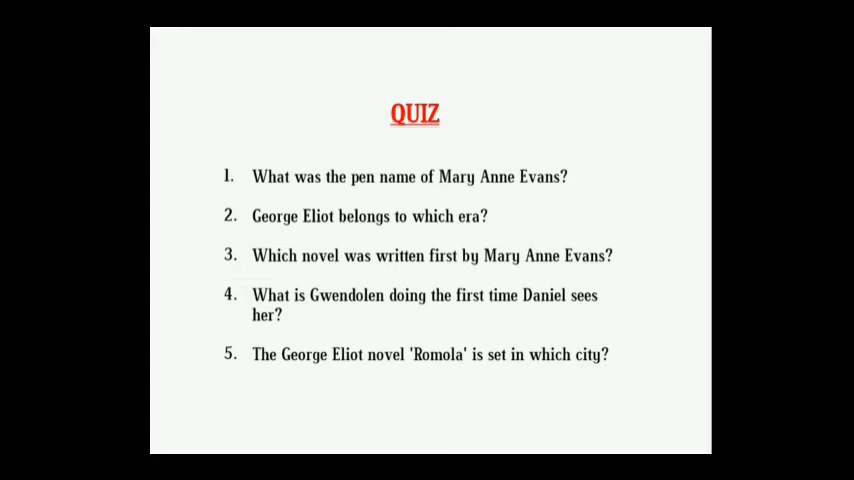 QUIZ
1. What was the pen name of Mary Anne Evans?
2. George Eliot belongs to which era?
3. Which novel was written first by Mary Anne Evans?
4. What is Gwendolen doing the first time Daniel sees
her?
5. The George Eliot novel 'Romola' is set in which city?